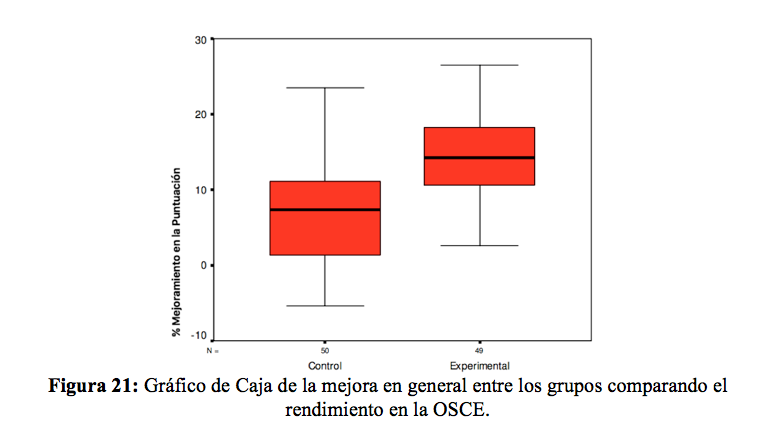 30
20
10
0
-10
% Mejoramiento en la Puntuación
N = 50 49
Control Experimental
Figura 21: Gráfico de Caja de la mejora en general entre los grupos comparando el
rendimiento en la OSCE.